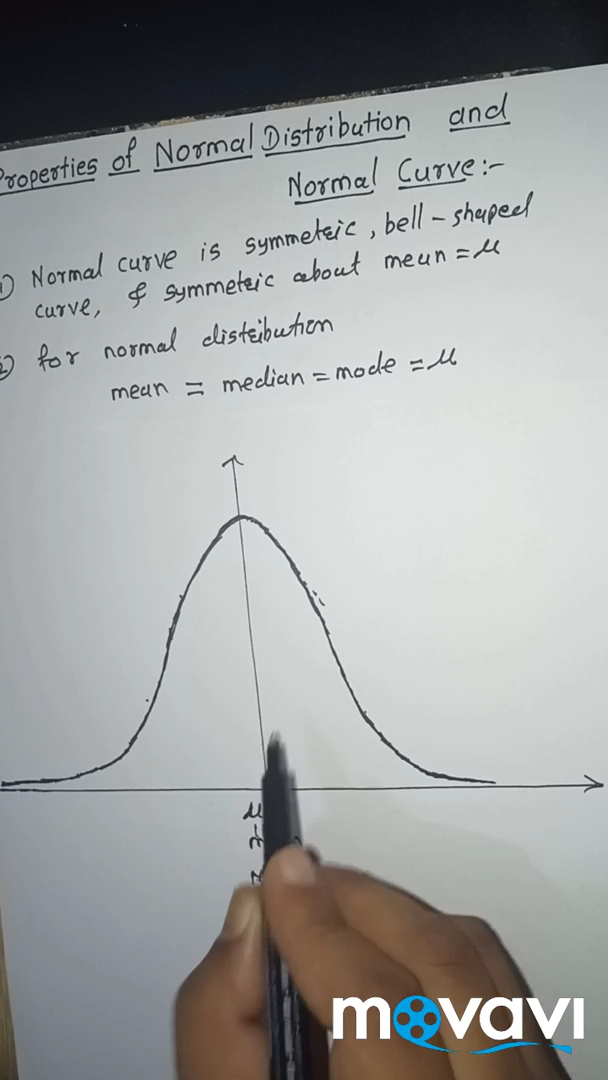 Properties of Normal Distribution and
Normal Curve:-
1) Normal curve is symmetric, bell-shaped
curve, & symmetric about mean = μ
2) for normal distribution
mean = median = mode = μ
μ
movavi